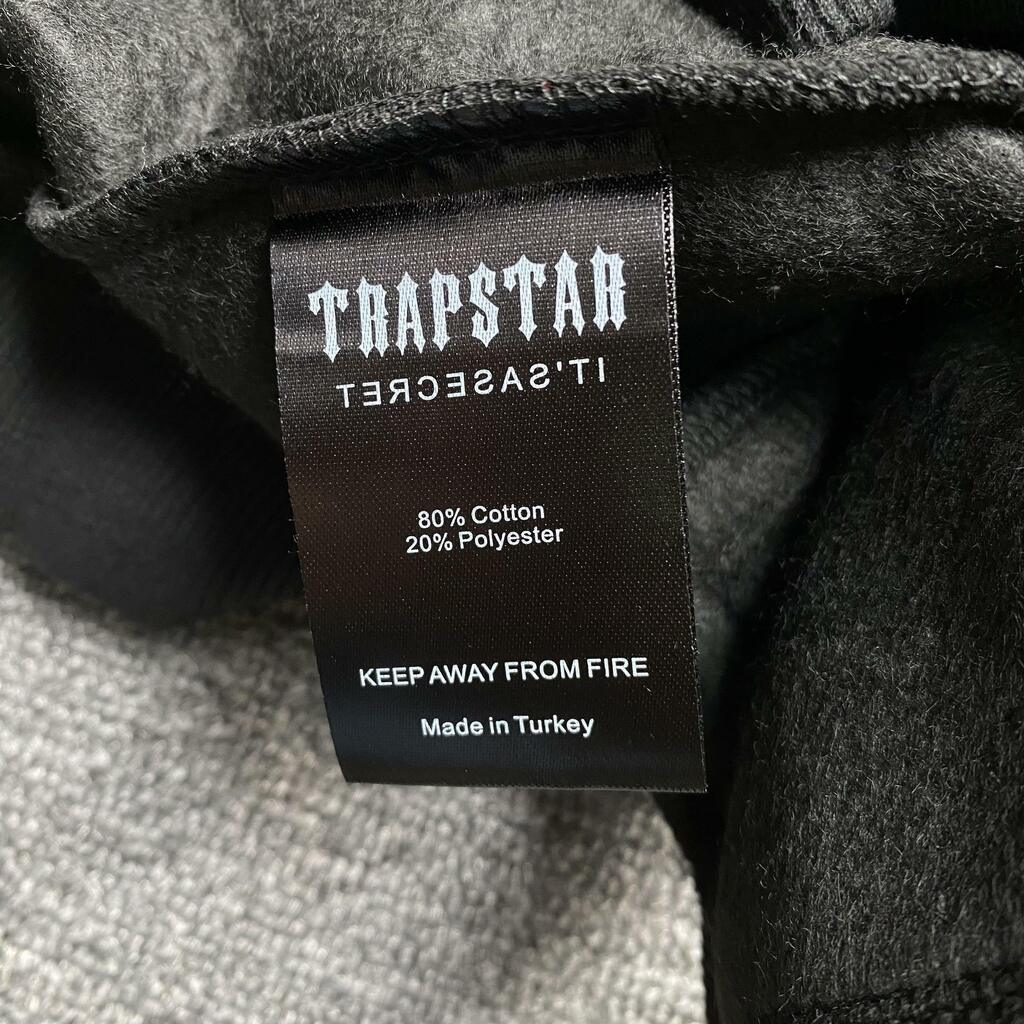 TRAPSTAR
IT'SASECRET
80% Cotton
20% Polyester
KEEP AWAY FROM FIRE
Made in Turkey